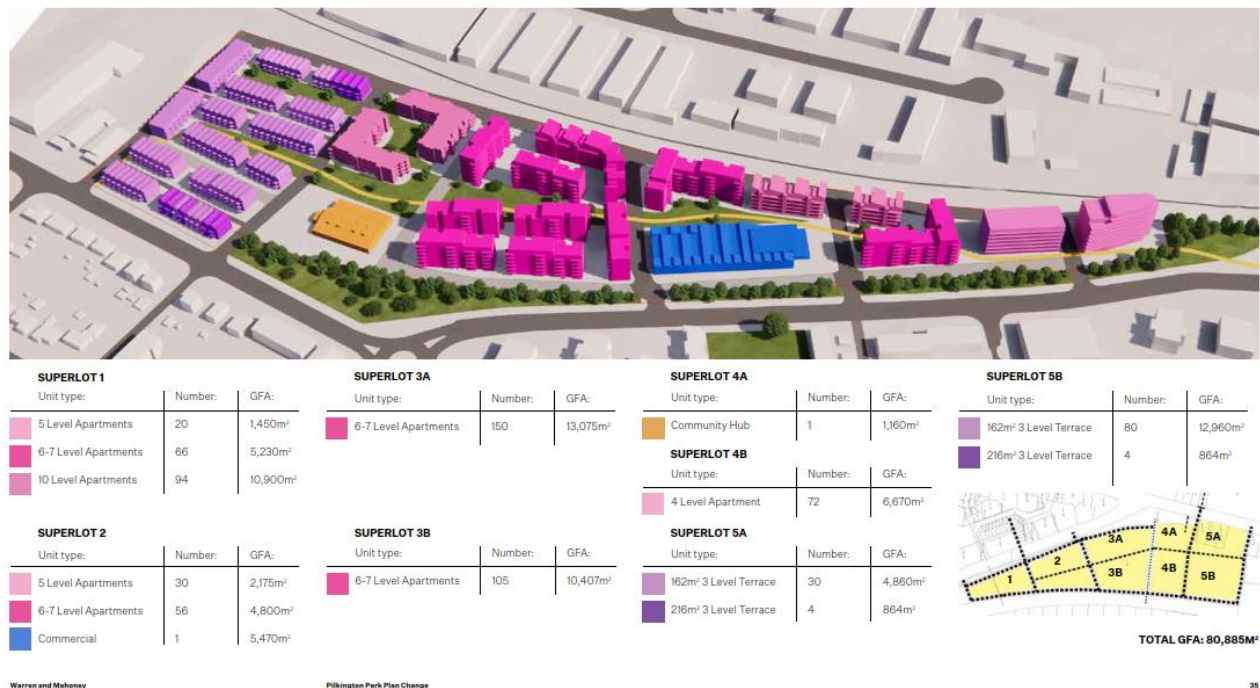 SUPERLOT 1
Unit type: Number: GFA:
5 Level Apartments 20 1,450m²
6-7 Level Apartments 66 5,230m²
10 Level Apartments 94 10,900m²
SUPERLOT 3A
Unit type: Number: GFA:
6-7 Level Apartments 150 13,075m²
SUPERLOT 4A
Unit type: Number: GFA:
Community Hub 1 1,160m²
SUPERLOT 4B
4 Level Apartment 72 6,670m²
SUPERLOT 5B
Unit type: Number: GFA:
162m² 3 Level Terrace 80 12,960m²
216m² 3 Level Terrace 4 864m²
SUPERLOT 2
Unit type: Number: GFA:
5 Level Apartments 30 2,175m²
6-7 Level Apartments 56 4,800m²
Commercial 1 5,470m²
SUPERLOT 3B
Unit type: Number: GFA:
6-7 Level Apartments 105 10,407m²
SUPERLOT 5A
Unit type: Number: GFA:
162m² 3 Level Terrace 30 4,860m²
216m² 3 Level Terrace 4 864m²
1
2
3A
3B
4A
4B
5A
5B
TOTAL GFA: 80,885M²
Warren and Mahoney
Pilkington Park Plan Change
35